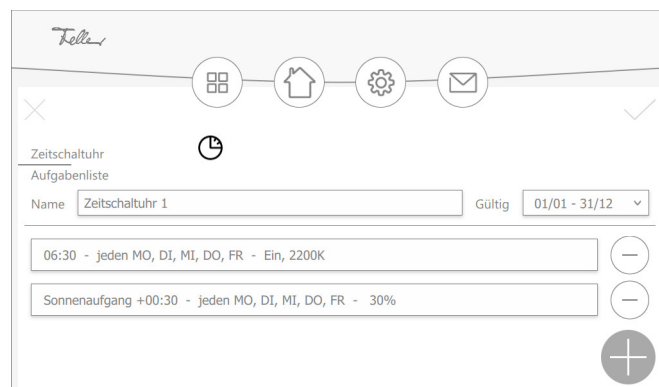 Feller
Zeitschaltuhr
Aufgabenliste
Name Zeitschaltuhr 1 Gültig 01/01 - 31/12
06:30 - jeden MO, DI, MI, DO, FR - Ein, 2200K
Sonnenaufgang +00:30 - jeden MO, DI, MI, DO, FR - 30%